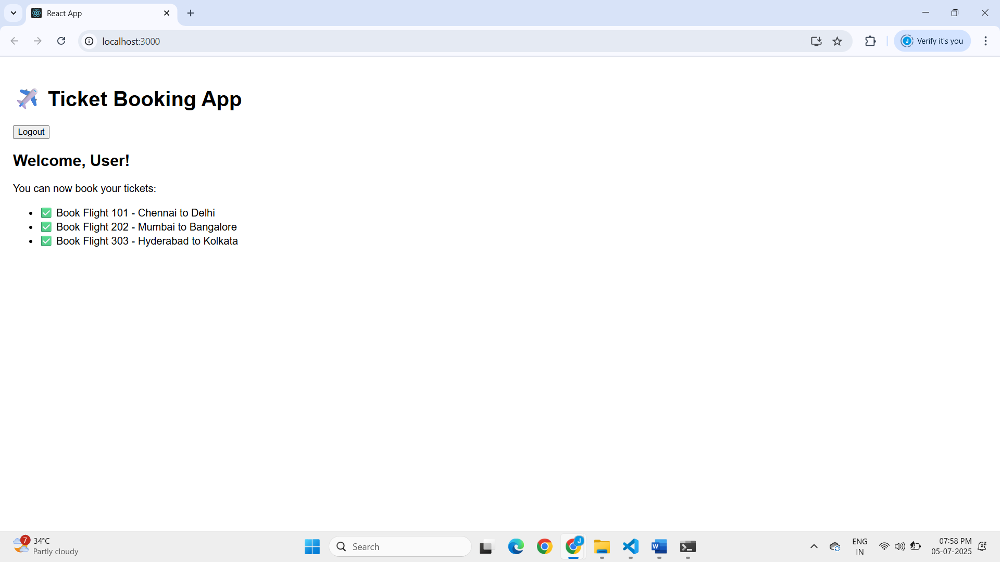 React App
localhost:3000
J
Verify it's you
✈️ Ticket Booking App
Logout
Welcome, User!
You can now book your tickets:
• ✅ Book Flight 101 - Chennai to Delhi
• ✅ Book Flight 202 - Mumbai to Bangalore
• ✅ Book Flight 303 - Hyderabad to Kolkata
7
34°C
Partly cloudy
Search
J
W
ENG
IN
07:58 PM
05-07-2025